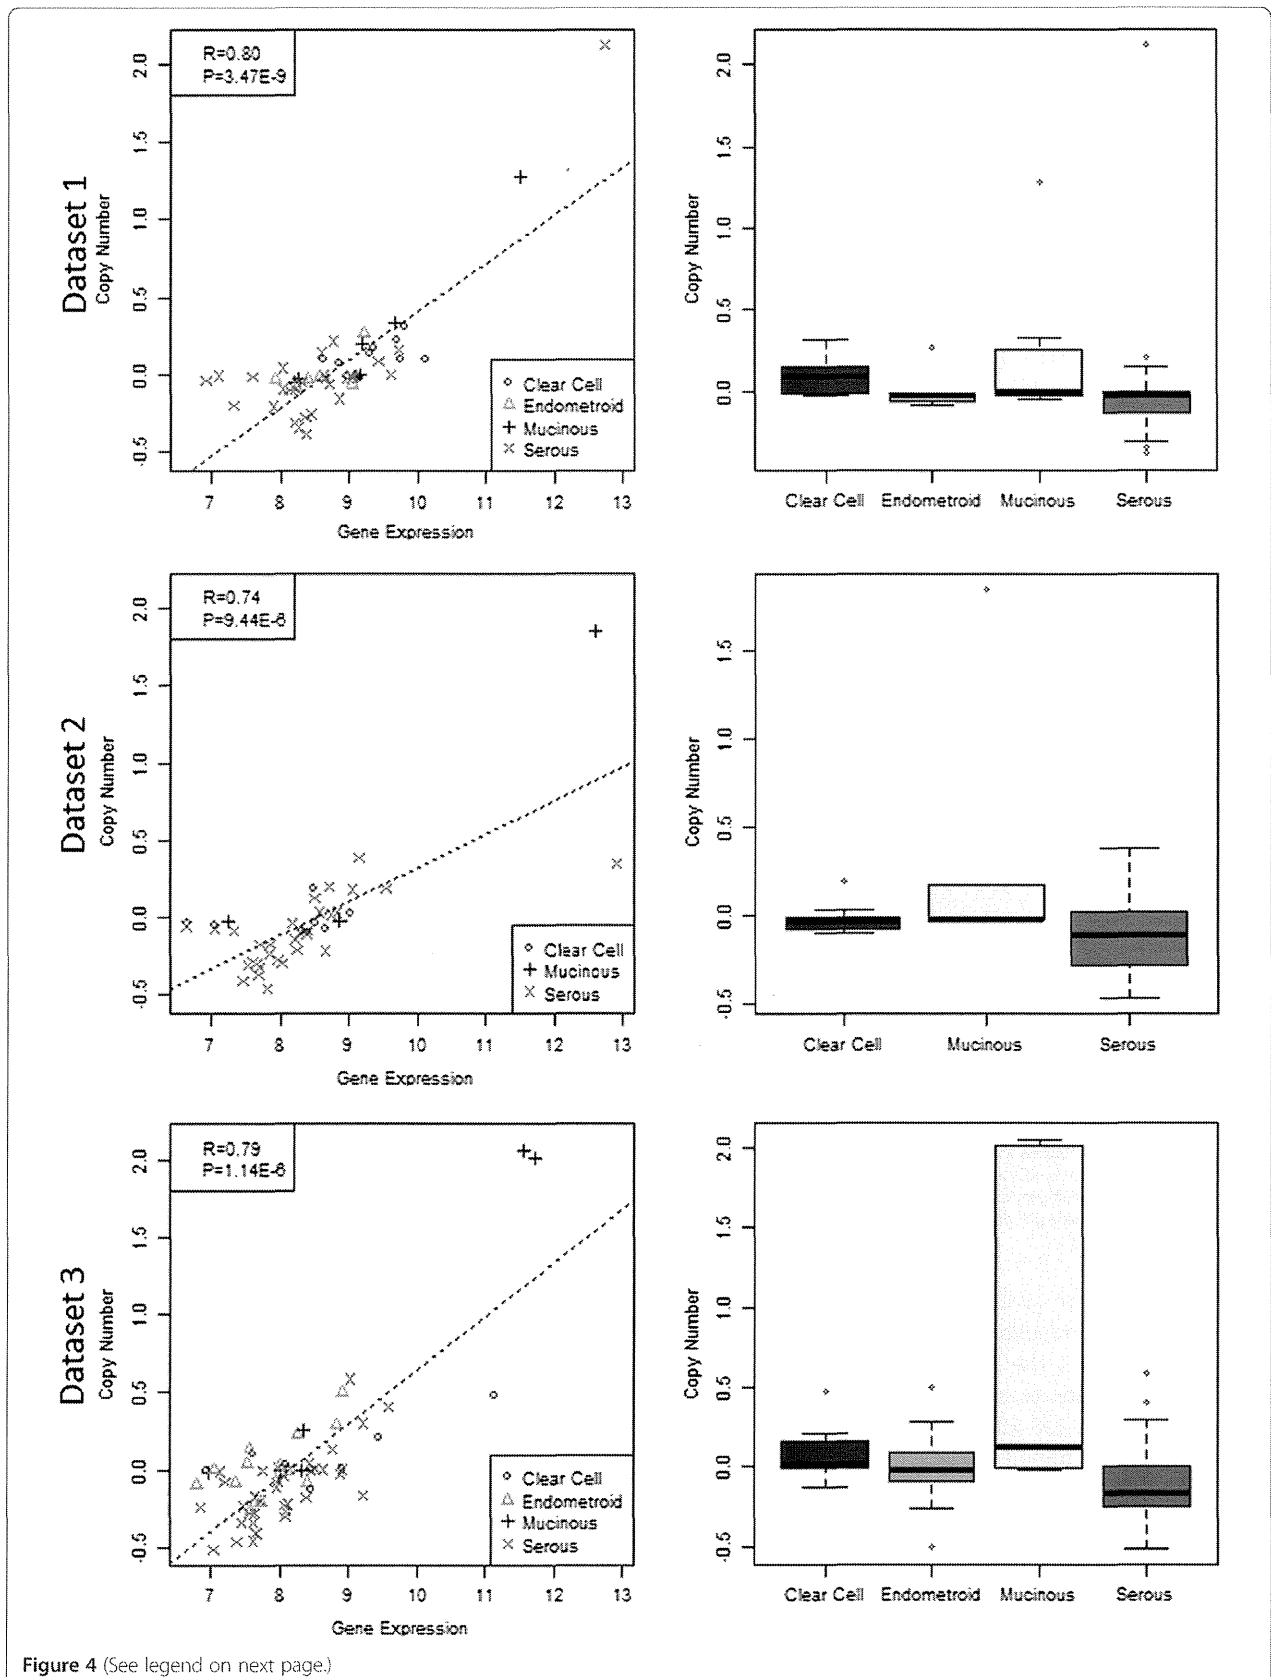 Dataset 1
Copy Number
2.0
1.5
1.0
0.5
0.0
-0.5
R=0.80
P=3.47E-9
Clear Cell
Endometroid
Mucinous
Serous
7 8 9 10 11 12 13
Gene Expression
Copy Number
2.0
1.5
1.0
0.5
0.0
Clear Cell Endometroid Mucinous Serous
Dataset 2
Copy Number
2.0
1.5
1.0
0.5
0.0
-0.5
R=0.74
P=9.44E-6
Clear Cell
Mucinous
Serous
7 8 9 10 11 12 13
Gene Expression
Copy Number
1.5
1.0
0.5
0.0
-0.5
Clear Cell Mucinous Serous
Dataset 3
Copy Number
2.0
1.5
1.0
0.5
0.0
-0.5
R=0.79
P=1.14E-6
Clear Cell
Endometroid
Mucinous
Serous
7 8 9 10 11 12 13
Gene Expression
Copy Number
2.0
1.5
1.0
0.5
0.0
-0.5
Clear Cell Endometroid Mucinous Serous
Figure 4 (See legend on next page.)